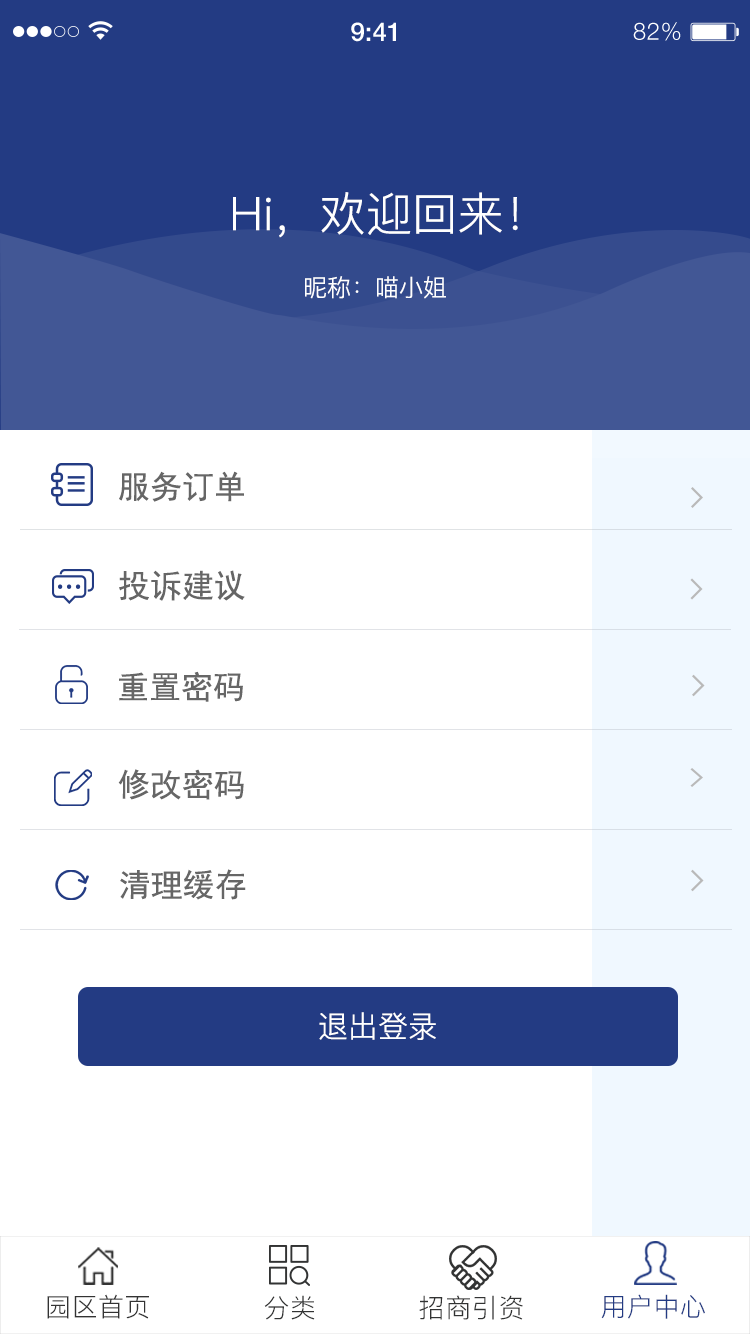 9:41
82%
Hi，欢迎回来！
昵称：喵小姐
服务订单
投诉建议
重置密码
修改密码
清理缓存
退出登录
园区首页 分类 招商引资 用户中心